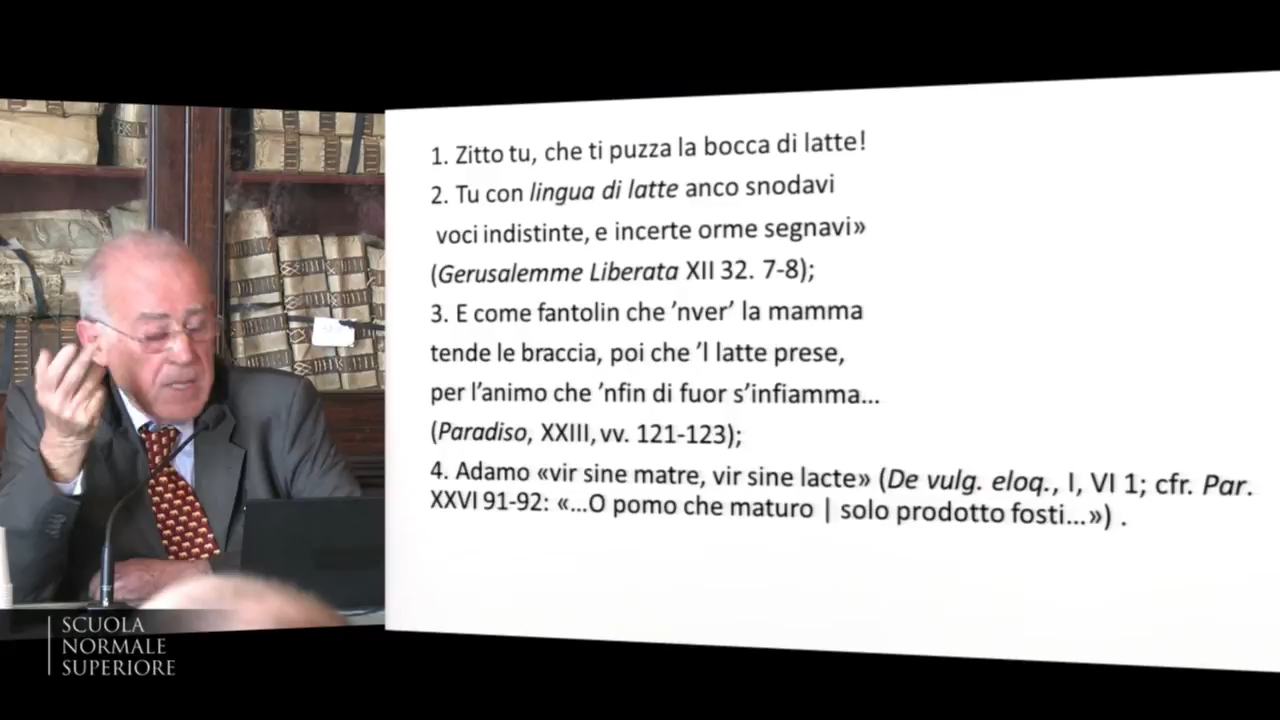 1. Zitto tu, che ti puzza la bocca di latte!
2. Tu con lingua di latte anco snodavi
voci indistinte, e incerte orme segnavi»
(Gerusalemme Liberata XII 32. 7-8);
3. E come fantolin che ’nver’ la mamma
tende le braccia, poi che ’l latte prese,
per l’animo che ’nfin di fuor s’infiamma...
(Paradiso, XXIII, vv. 121-123);
4. Adamo «vir sine matre, vir sine lacte» (De vulg. eloq., I, VI 1; cfr. Par.
XXVI 91-92: «...O pomo che maturo | solo prodotto fosti...») .
SCUOLA
NORMALE
SUPERIORE